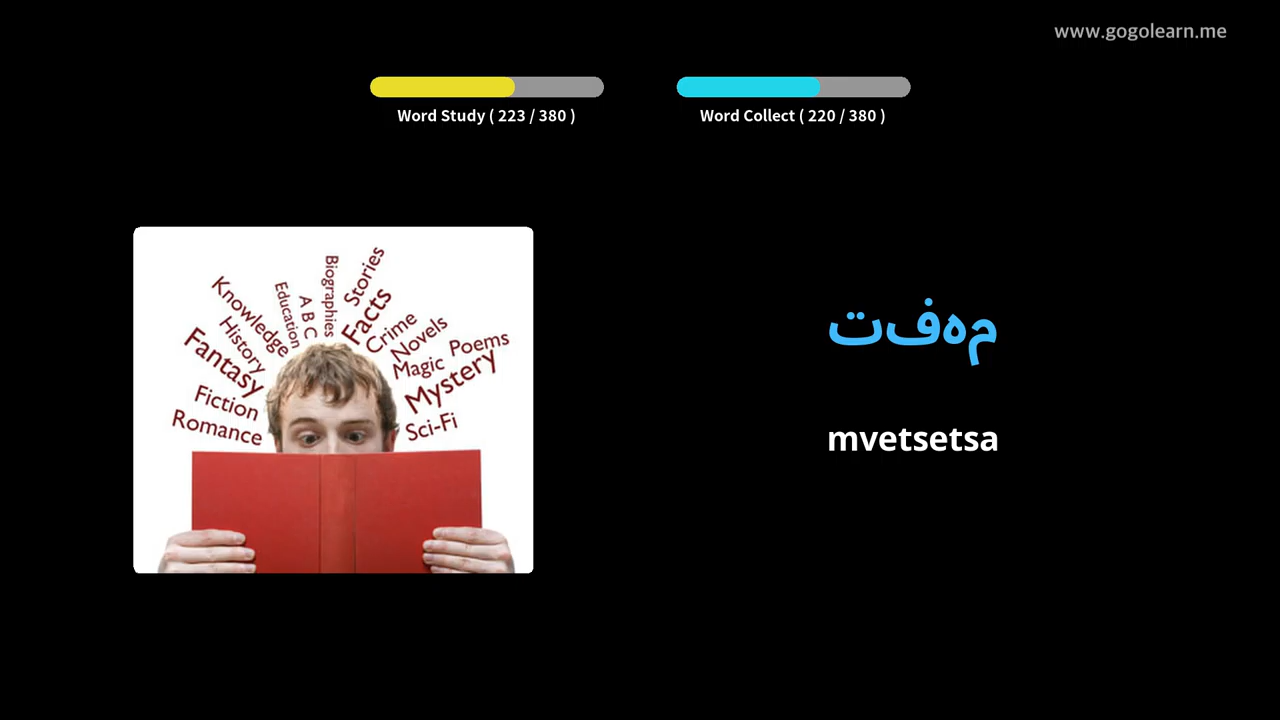 www.gogolearn.me
Word Study ( 223 / 380 )
Word Collect ( 220 / 380 )
Knowledge
History
Fantasy
Fiction
Romance
Education
A B C
Biographies
Stories
Facts
Crime
Novels
Magic
Poems
Mystery
Sci-Fi
مهفت
mvetsetsa